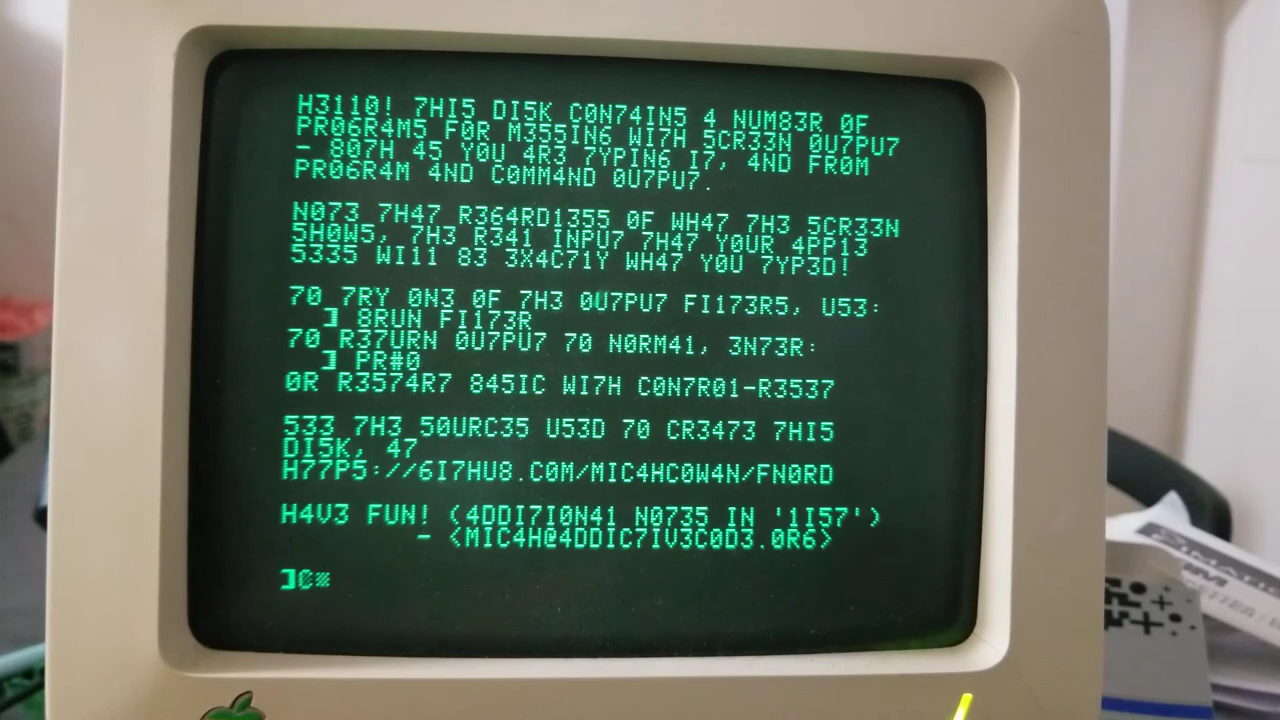 H3110! 7HI5 DI5K C0N74IN5 4 NUM83R 0F
PR06R4M5 F0R M3551N6 WI7H 5CR33N 0U7PU7
- 807H 45 Y0U 4R3 7YPIN6 I7, 4ND FR0M
PR06R4M 4ND C0MM4ND 0U7PU7.
N073 7H47 R364RD1355 0F WH47 7H3 5CR33N
5H0W5, 7H3 R341 INPU7 7H47 Y0UR 4PP13
5335 WI11 83 3X4C71Y WH47 Y0U 7YP3D!
70 7RY 0N3 0F 7H3 0U7PU7 FI173R5, U53:
] 8RUN FI173R
70 R37URN 0U7PU7 70 N0RM41, 3N73R:
] PR#0
0R R3574R7 845IC WI7H C0N7R01-R3537
533 7H3 50URC35 U53D 70 CR3473 7HI5
DI5K, 47
H77P5://6I7HU8.C0M/MIC4HC0W4N/FN0RD
H4V3 FUN! (4DDI7I0N41 N0735 IN '1I57')
- <MIC4H@4DDIC7IV3C0D3.0R6>
]C